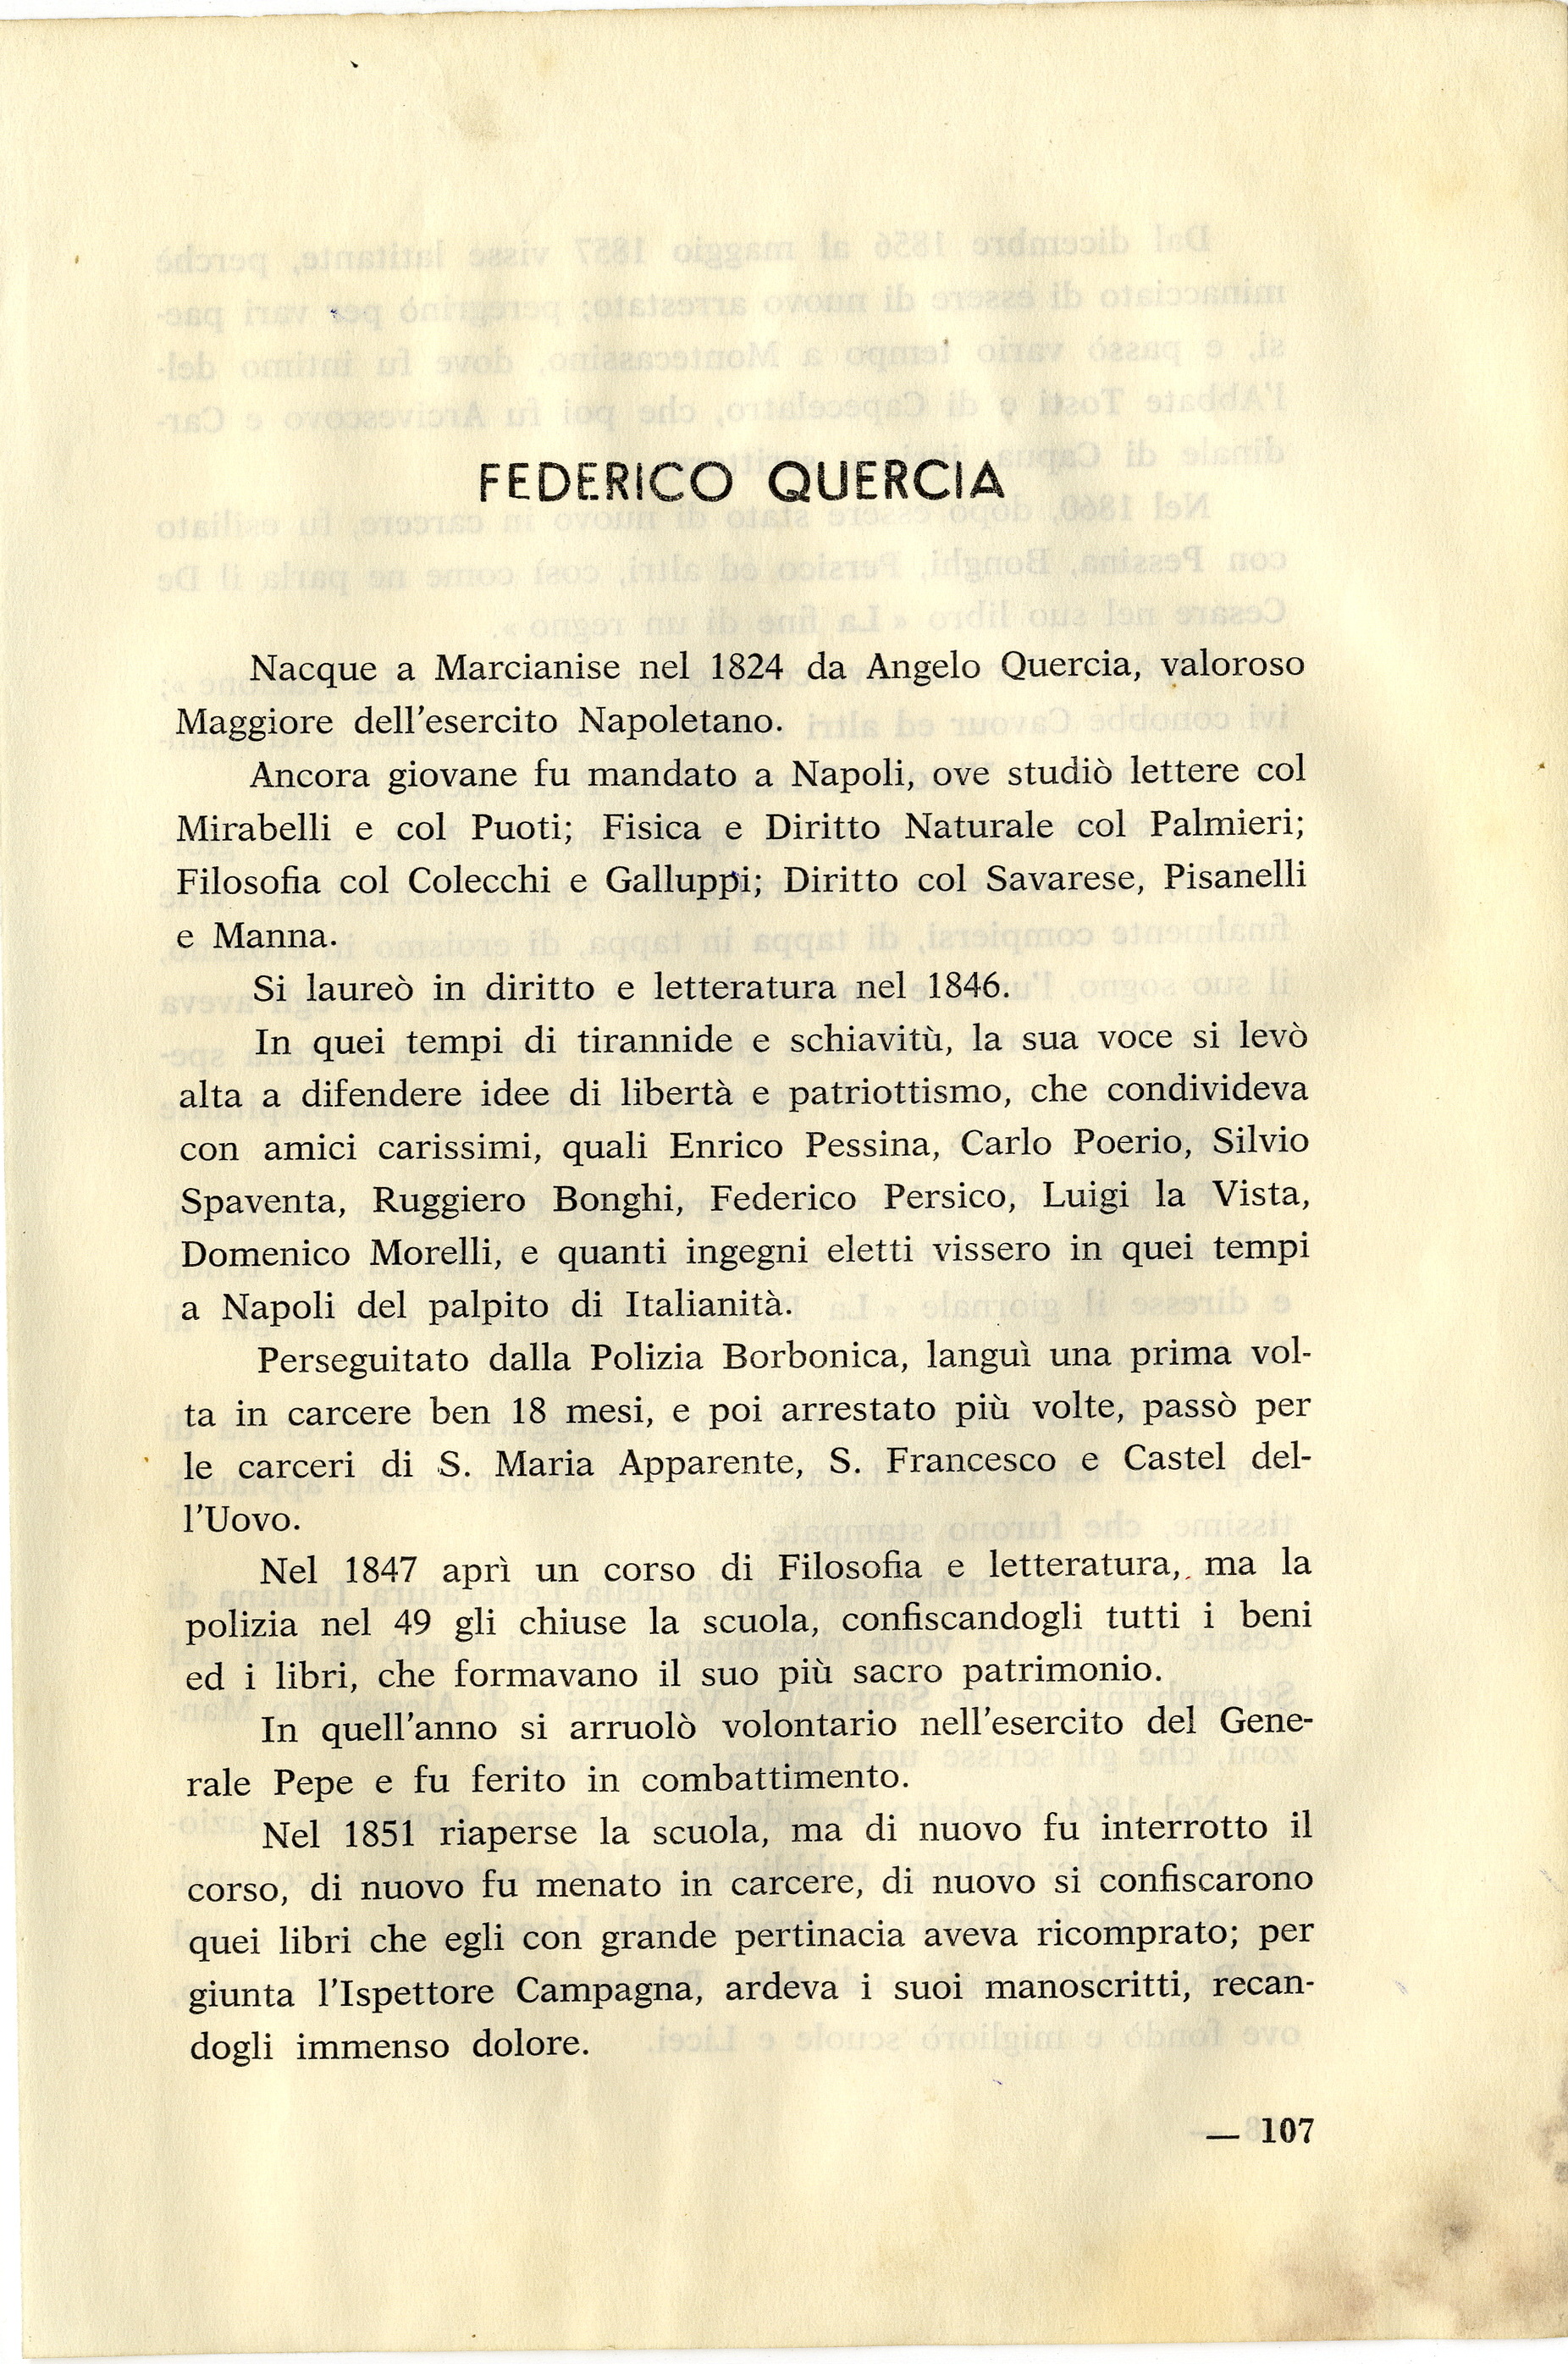 FEDERICO QUERCIA
Nacque a Marcianise nel 1824 da Angelo Quercia, valoroso
Maggiore dell'esercito Napoletano.
Ancora giovane fu mandato a Napoli, ove studiò lettere col
Mirabelli e col Puoti; Fisica e Diritto Naturale col Palmieri;
Filosofia col Colecchi e Galluppi; Diritto col Savarese, Pisanelli
e Manna.
Si laureò in diritto e letteratura nel 1846.
In quei tempi di tirannide e schiavitù, la sua voce si levò
alta a difendere idee di libertà e patriottismo, che condivideva
con amici carissimi, quali Enrico Pessina, Carlo Poerio, Silvio
Spaventa, Ruggiero Bonghi, Federico Persico, Luigi la Vista,
Domenico Morelli, e quanti ingegni eletti vissero in quei tempi
a Napoli del palpito di Italianità.
Perseguitato dalla Polizia Borbonica, languì una prima vol-
ta in carcere ben 18 mesi, e poi arrestato più volte, passò per
le carceri di S. Maria Apparente, S. Francesco e Castel del-
l'Uovo.
Nel 1847 aprì un corso di Filosofia e letteratura, ma la
polizia nel 49 gli chiuse la scuola, confiscandogli tutti i beni
ed i libri, che formavano il suo più sacro patrimonio.
In quell'anno si arruolò volontario nell'esercito del Gene-
rale Pepe e fu ferito in combattimento.
Nel 1851 riaperse la scuola, ma di nuovo fu interrotto il
corso, di nuovo fu menato in carcere, di nuovo si confiscarono
quei libri che egli con grande pertinacia aveva ricomprato; per
giunta l'Ispettore Campagna, ardeva i suoi manoscritti, recan-
dogli immenso dolore.
— 107